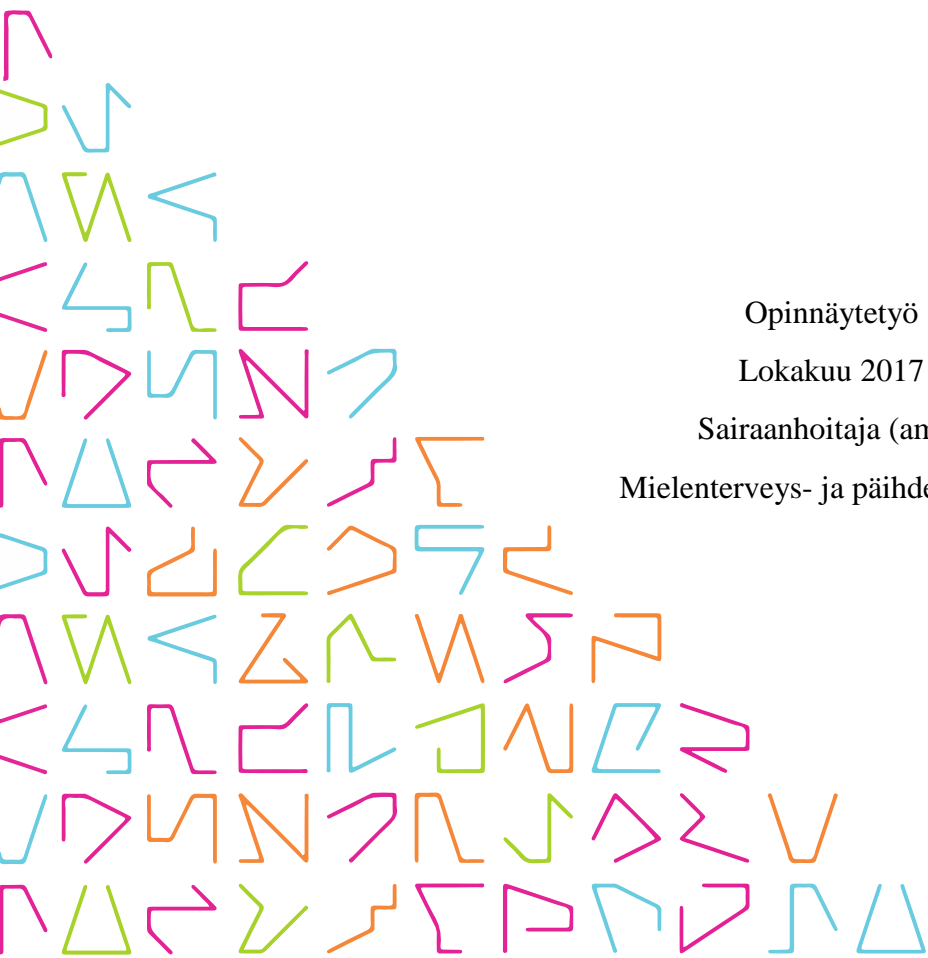 Opinnäytetyö
Lokakuu 2017
Sairaanhoitaja
Mielenterveys- ja